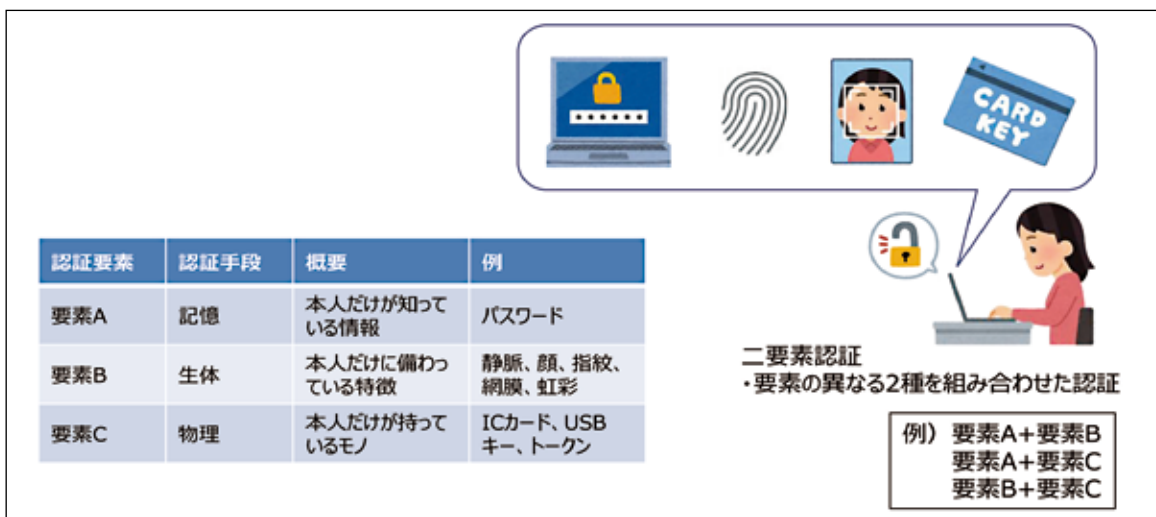 CARD
KEY
認証要素 認証手段 概要 例
要素A 記憶 本人だけが知って
いる情報 パスワード
要素B 生体 本人だけに備わっ
ている特徴 静脈、顔、指紋、
網膜、虹彩
要素C 物理 本人だけが持って
いるモノ ICカード、USB
キー、トークン
二要素認証
・要素の異なる2種を組み合わせた認証
例） 要素A+要素B
要素A+要素C
要素B+要素C